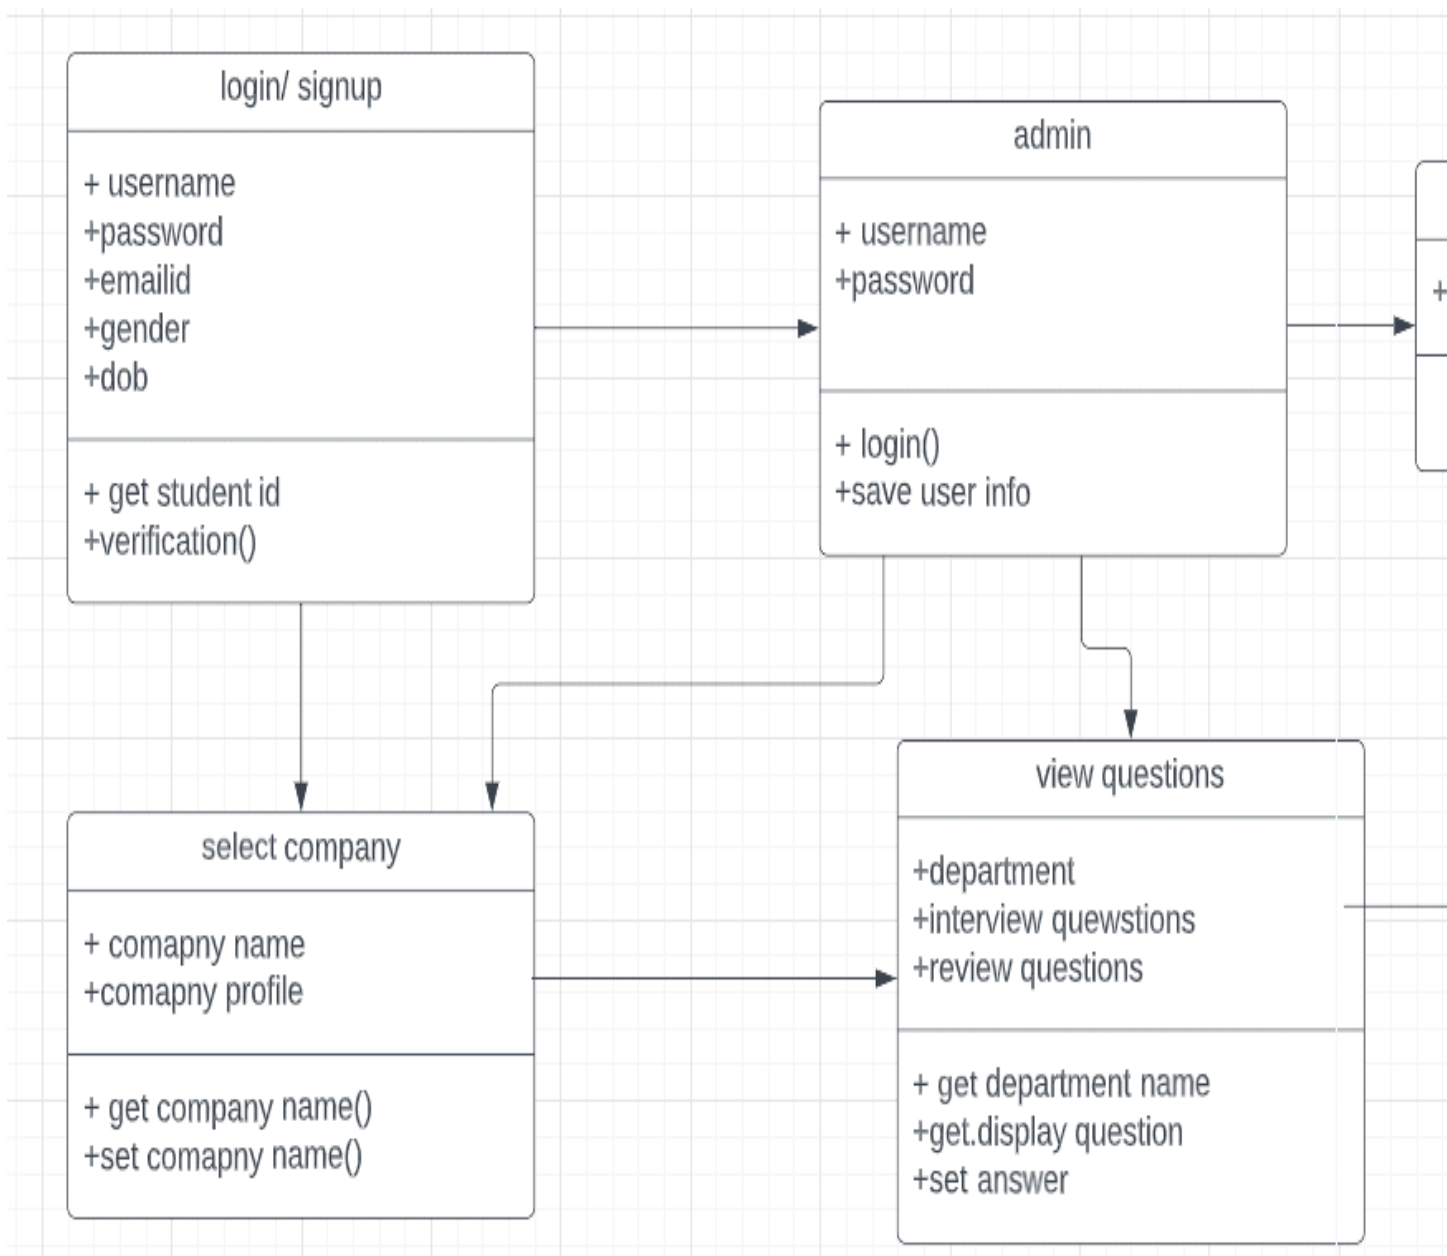 login/ signup
+ username
+password
+emailid
+gender
+dob
+ get student id
+verification()
admin
+ username
+password
+ login()
+save user info
+
select company
+ comapny name
+comapny profile
+ get company name()
+set comapny name()
view questions
+department
+interview quewstions
+review questions
+ get department name
+get.display question
+set answer